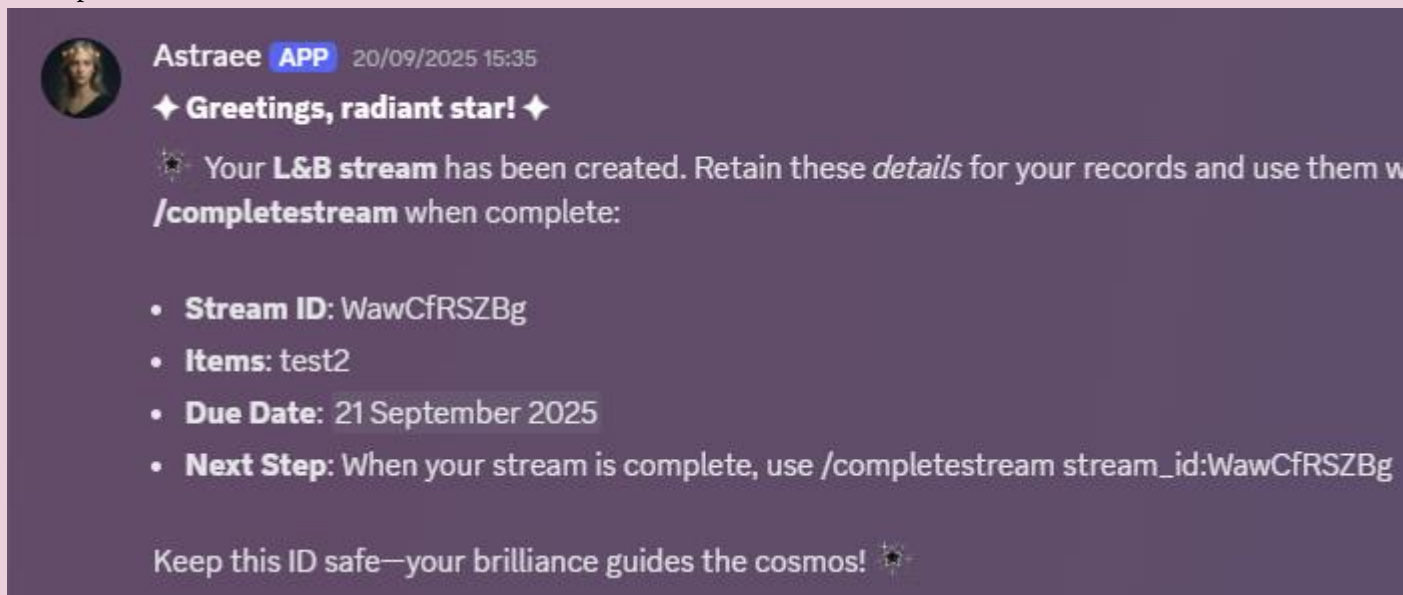 Astraee APP 20/09/2025 15:35
✦ Greetings, radiant star! ✦
Your L&B stream has been created. Retain these details for your records and use them
/completestream when complete:
• Stream ID: WawCfRSZBg
• Items: test2
• Due Date: 21 September 2025
• Next Step: When your stream is complete, use /completestream stream_id:WawCfRSZBg
Keep this ID safe—your brilliance guides the cosmos!